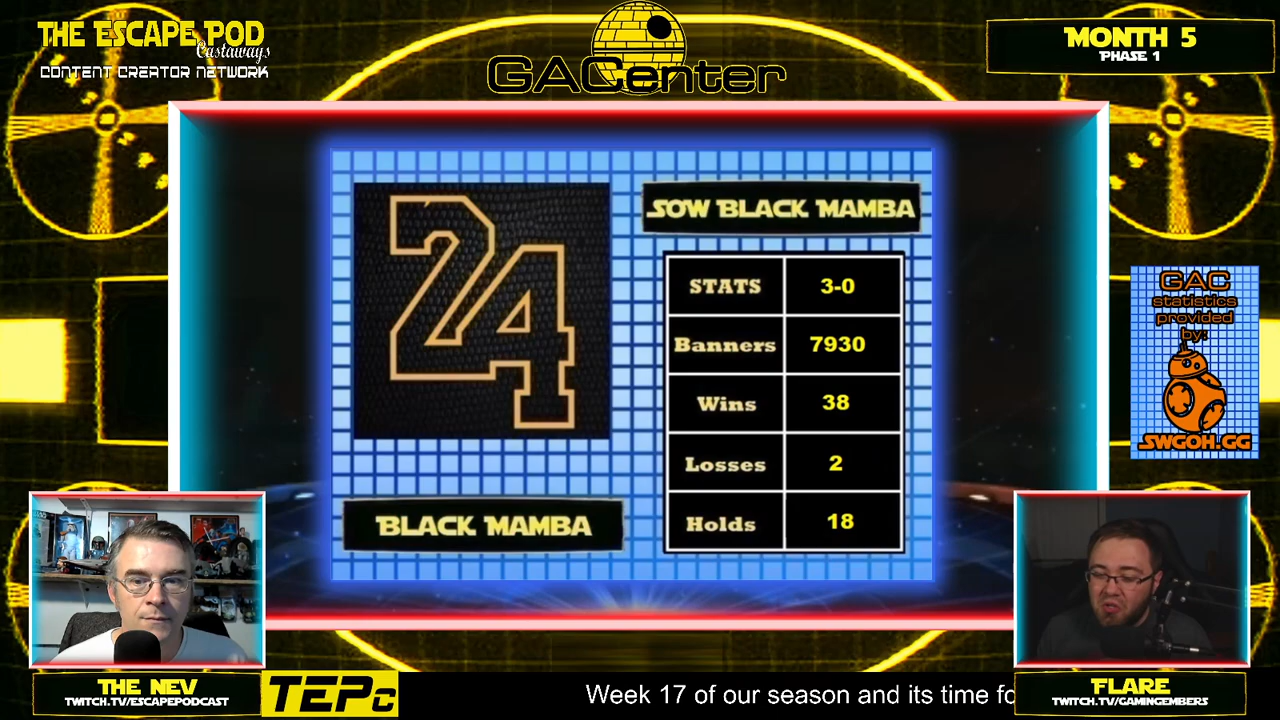 THE ESCAPE POD
Castaways
CONTENT CREATOR NETWORK
GACenter
MONTH 5
PHASE 1
24
SOW BLACK MAMBA
STATS 3-0
Banners 7930
Wins 38
Losses 2
Holds 18
BLACK MAMBA
GAC
statistics
provided
by:
SWGOH.GG
THE NEV
TWITCH.TV/ESCAPEPODCAST
TEPc
Week 17 of our season and its time fo
FLARE
TWITCH.TV/GAMINGEMBERS